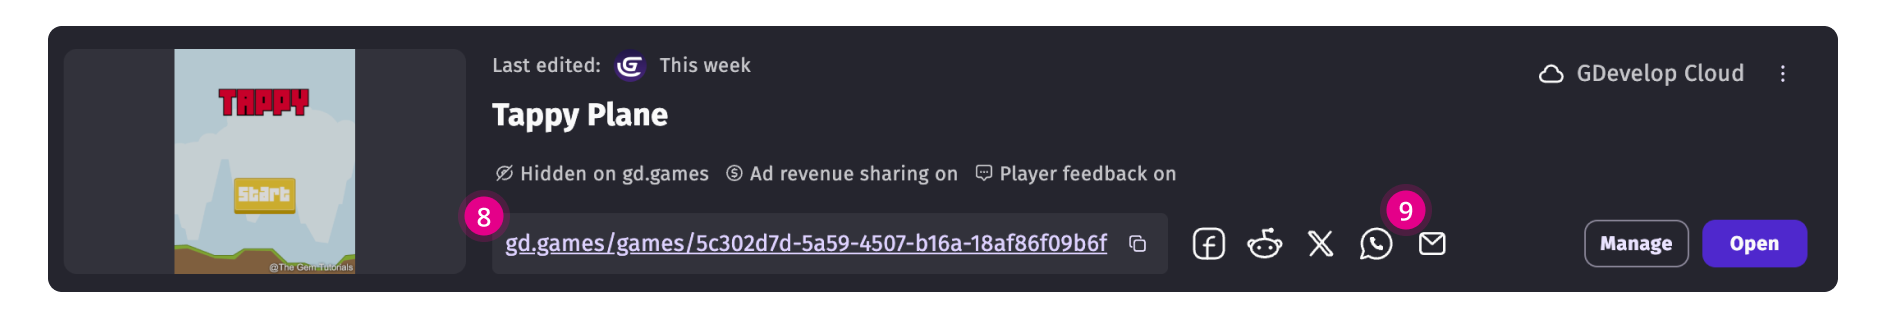 TAPPY
start
@The Gem Tutorials
Last edited: This week
Tappy Plane
Hidden on gd.games Ad revenue sharing on Player feedback on
8
gd.games/games/5c302d7d-5a59-4507-b16a-18af86f09b6f
9
GDevelop Cloud
Manage
Open